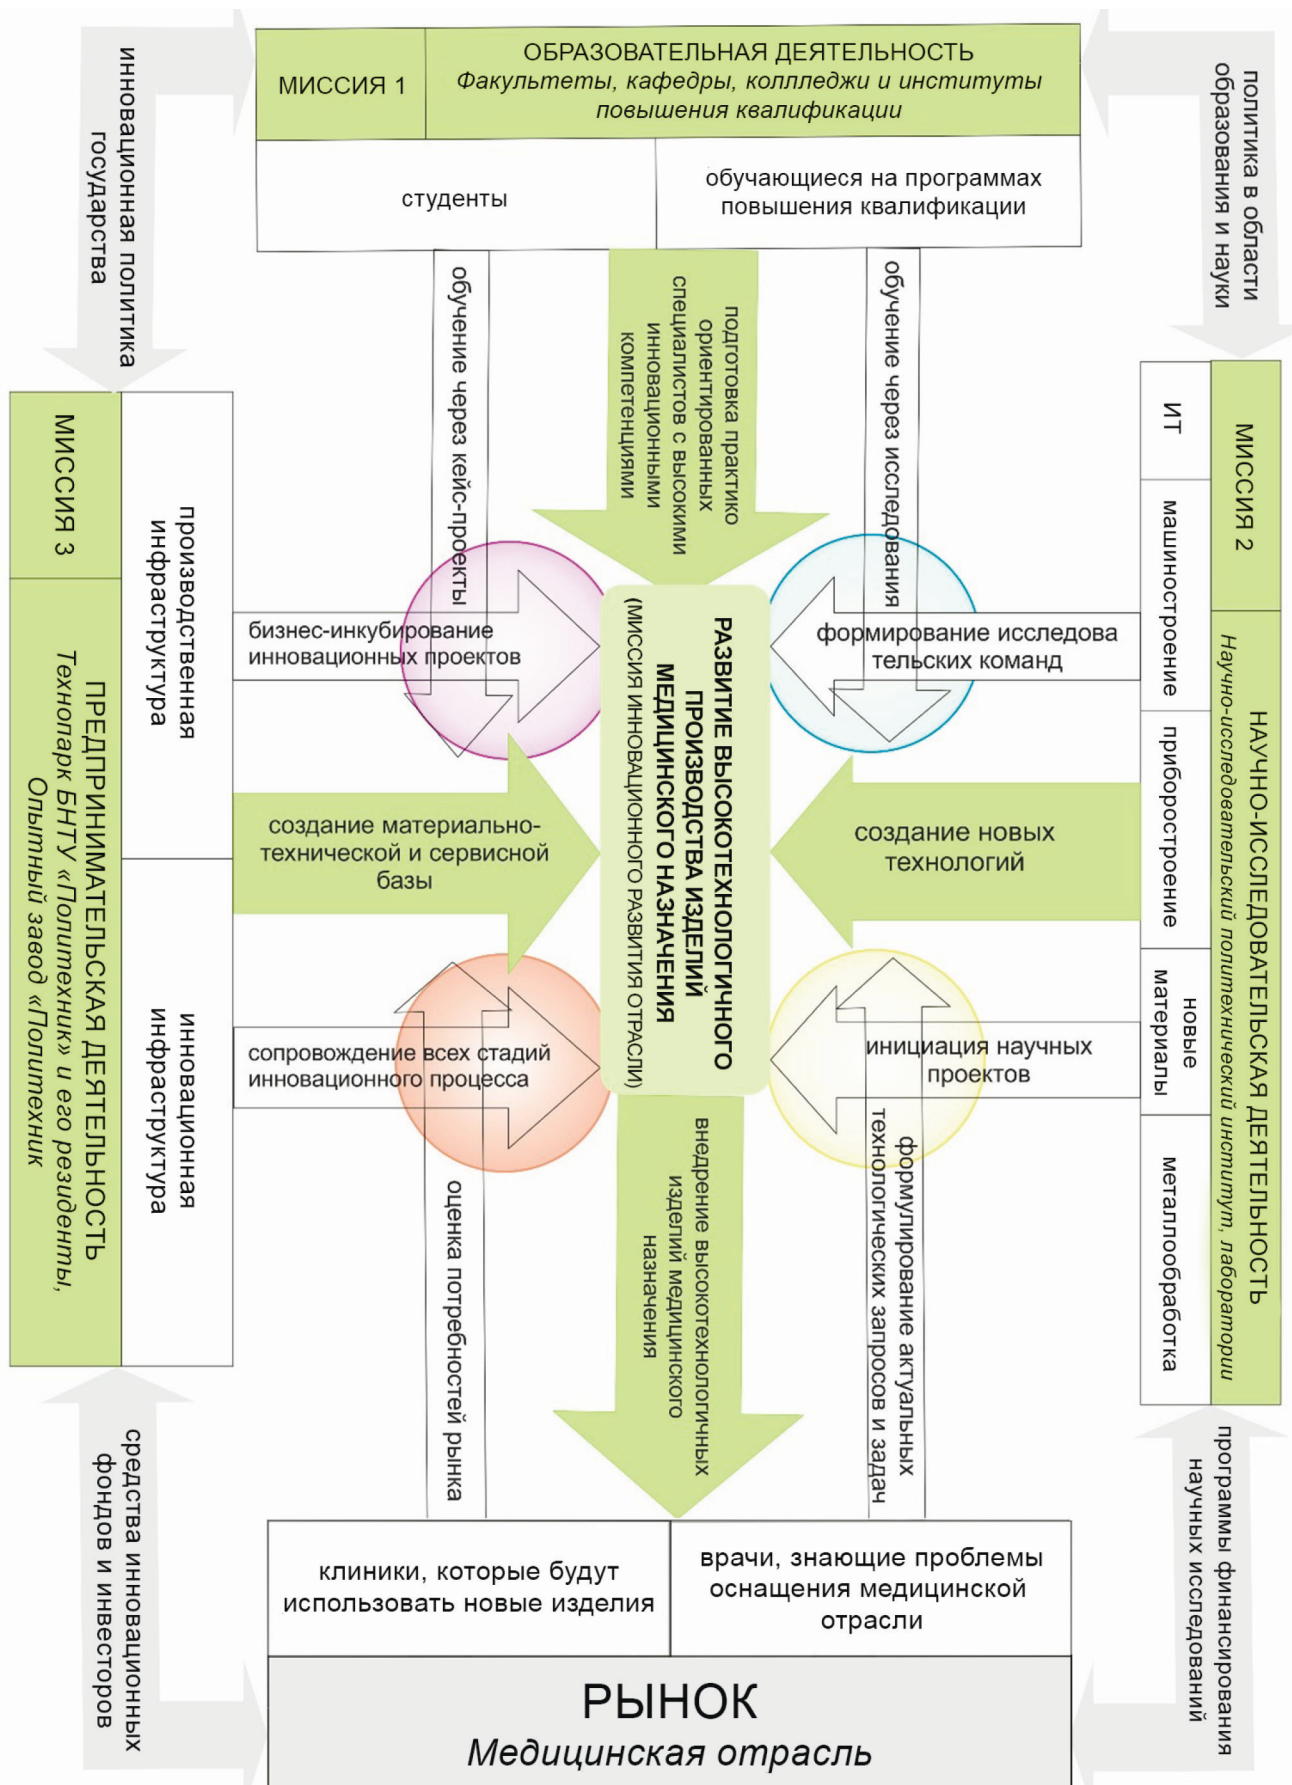 инновационная политика
государства
МИССИЯ 1
ОБРАЗОВАТЕЛЬНАЯ ДЕЯТЕЛЬНОСТЬ
Факультеты, кафедры, коллледжи и институты
повышения квалификации
студенты
обучающиеся на программах
повышения квалификации
политика в области
образования и науки
обучение через кейс-проекты
подготовка практико
ориентированных
специалистов с высокими
инновационными
компетенциями
обучение через исследования
МИССИЯ 3
ПРЕДПРИНИМАТЕЛЬСКАЯ ДЕЯТЕЛЬНОСТЬ
Технопарк БНТУ «Политехник» и его резиденты,
Опытный завод «Политехник»
производственная
инфраструктура
инновационная
инфраструктура
бизнес-инкубирование
инновационных проектов
создание материально-
технической и сервисной
базы
сопровождение всех стадий
инновационного процесса
РАЗВИТИЕ ВЫСОКОТЕХНОЛОГИЧНОГО
ПРОИЗВОДСТВА ИЗДЕЛИЙ
МЕДИЦИНСКОГО НАЗНАЧЕНИЯ
(МИССИЯ ИННОВАЦИОННОГО РАЗВИТИЯ ОТРАСЛИ)
формирование исследова
тельских команд
создание новых
технологий
инициация научных
проектов
ИТ
машиностроение
приборостроение
новые
материалы
металлообработка
МИССИЯ 2
НАУЧНО-ИССЛЕДОВАТЕЛЬСКАЯ ДЕЯТЕЛЬНОСТЬ
Научно-исследовательский политехнический институт, лаборатории
оценка потребностей рынка
внедрение высокотехнологичных
изделий медицинского
назначения
формулирование актуальных
технологических запросов и задач
средства инновационных
фондов и инвесторов
клиники, которые будут
использовать новые изделия
врачи, знающие проблемы
оснащения медицинской
отрасли
программы финансирования
научных исследований
РЫНОК
Медицинская отрасль